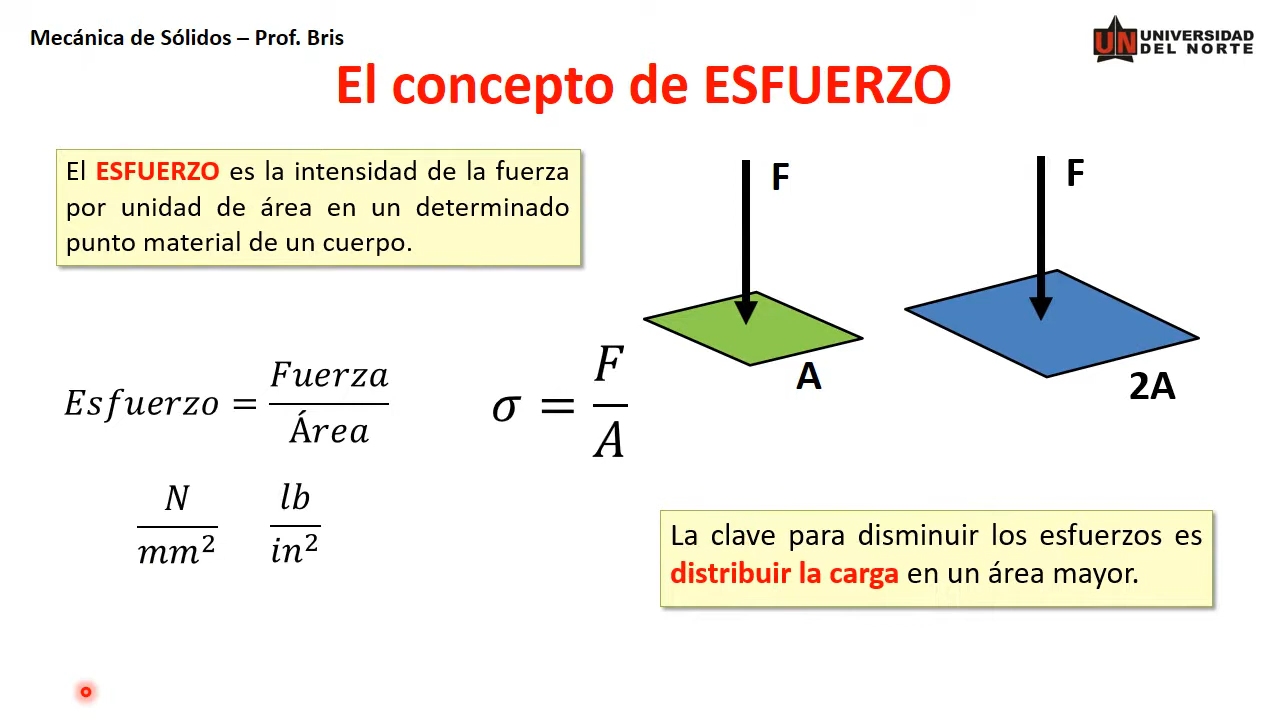 Mecánica de Sólidos – Prof. Bris
UNIVERSIDAD
DEL NORTE
UN
El concepto de ESFUERZO
El ESFUERZO es la intensidad de la fuerza
por unidad de área en un determinado
punto material de un cuerpo.
F
F
A
2A
Esfuerzo = Fuerza / Área
σ = F / A
N / mm² lb / in²
La clave para disminuir los esfuerzos es
distribuir la carga en un área mayor.